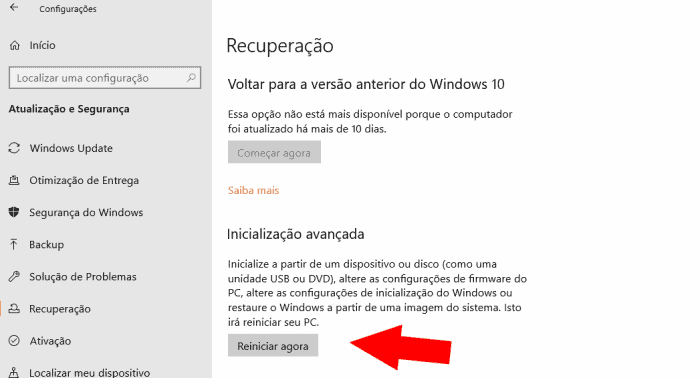 Configurações
Início
Localizar uma configuração
Atualização e Segurança
Windows Update
Otimização de Entrega
Segurança do Windows
Backup
Solução de Problemas
Recuperação
Ativação
Localizar meu dispositivo
Recuperação
Voltar para a versão anterior do Windows 10
Essa opção não está mais disponível porque o computador
foi atualizado há mais de 10 dias.
Começar agora
Saiba mais
Inicialização avançada
Inicialize a partir de um dispositivo ou disco (como uma
unidade USB ou DVD), altere as configurações de firmware do
PC, altere as configurações de inicialização do Windows ou
restaure o Windows a partir de uma imagem do sistema. Isto
irá reiniciar seu PC.
Reiniciar agora